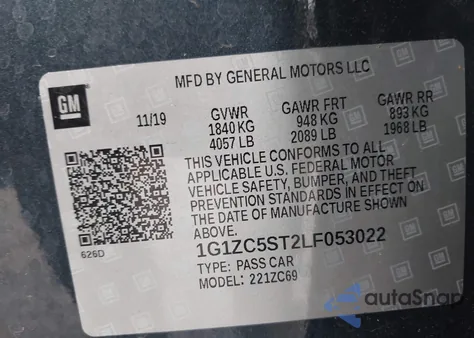 MFD BY GENERAL MOTORS LLC
GM
11/19 GVWR GAWR FRT GAWR RR
1840 KG 948 KG 893 KG
4057 LB 2089 LB 1968 LB
THIS VEHICLE CONFORMS TO ALL
APPLICABLE U.S. FEDERAL MOTOR
VEHICLE SAFETY, BUMPER, AND THEFT
PREVENTION STANDARDS IN EFFECT ON
THE DATE OF MANUFACTURE SHOWN
ABOVE.
626D
1G1ZC5ST2LF053022
TYPE: PASS CAR
MODEL: 221ZC69
autoSnap